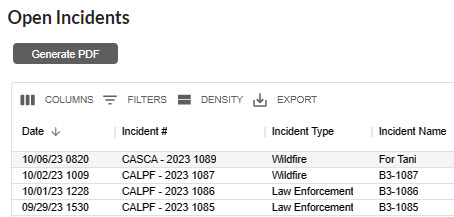 Open Incidents
Generate PDF
COLUMNS FILTERS DENSITY EXPORT
Date Incident # Incident Type Incident Name
10/06/23 0820 CASCA - 2023 1089 Wildfire For Tani
10/02/23 1009 CALPF - 2023 1087 Wildfire B3-1087
10/01/23 1228 CALPF - 2023 1086 Law Enforcement B3-1086
09/29/23 1530 CALPF - 2023 1085 Law Enforcement B3-1085